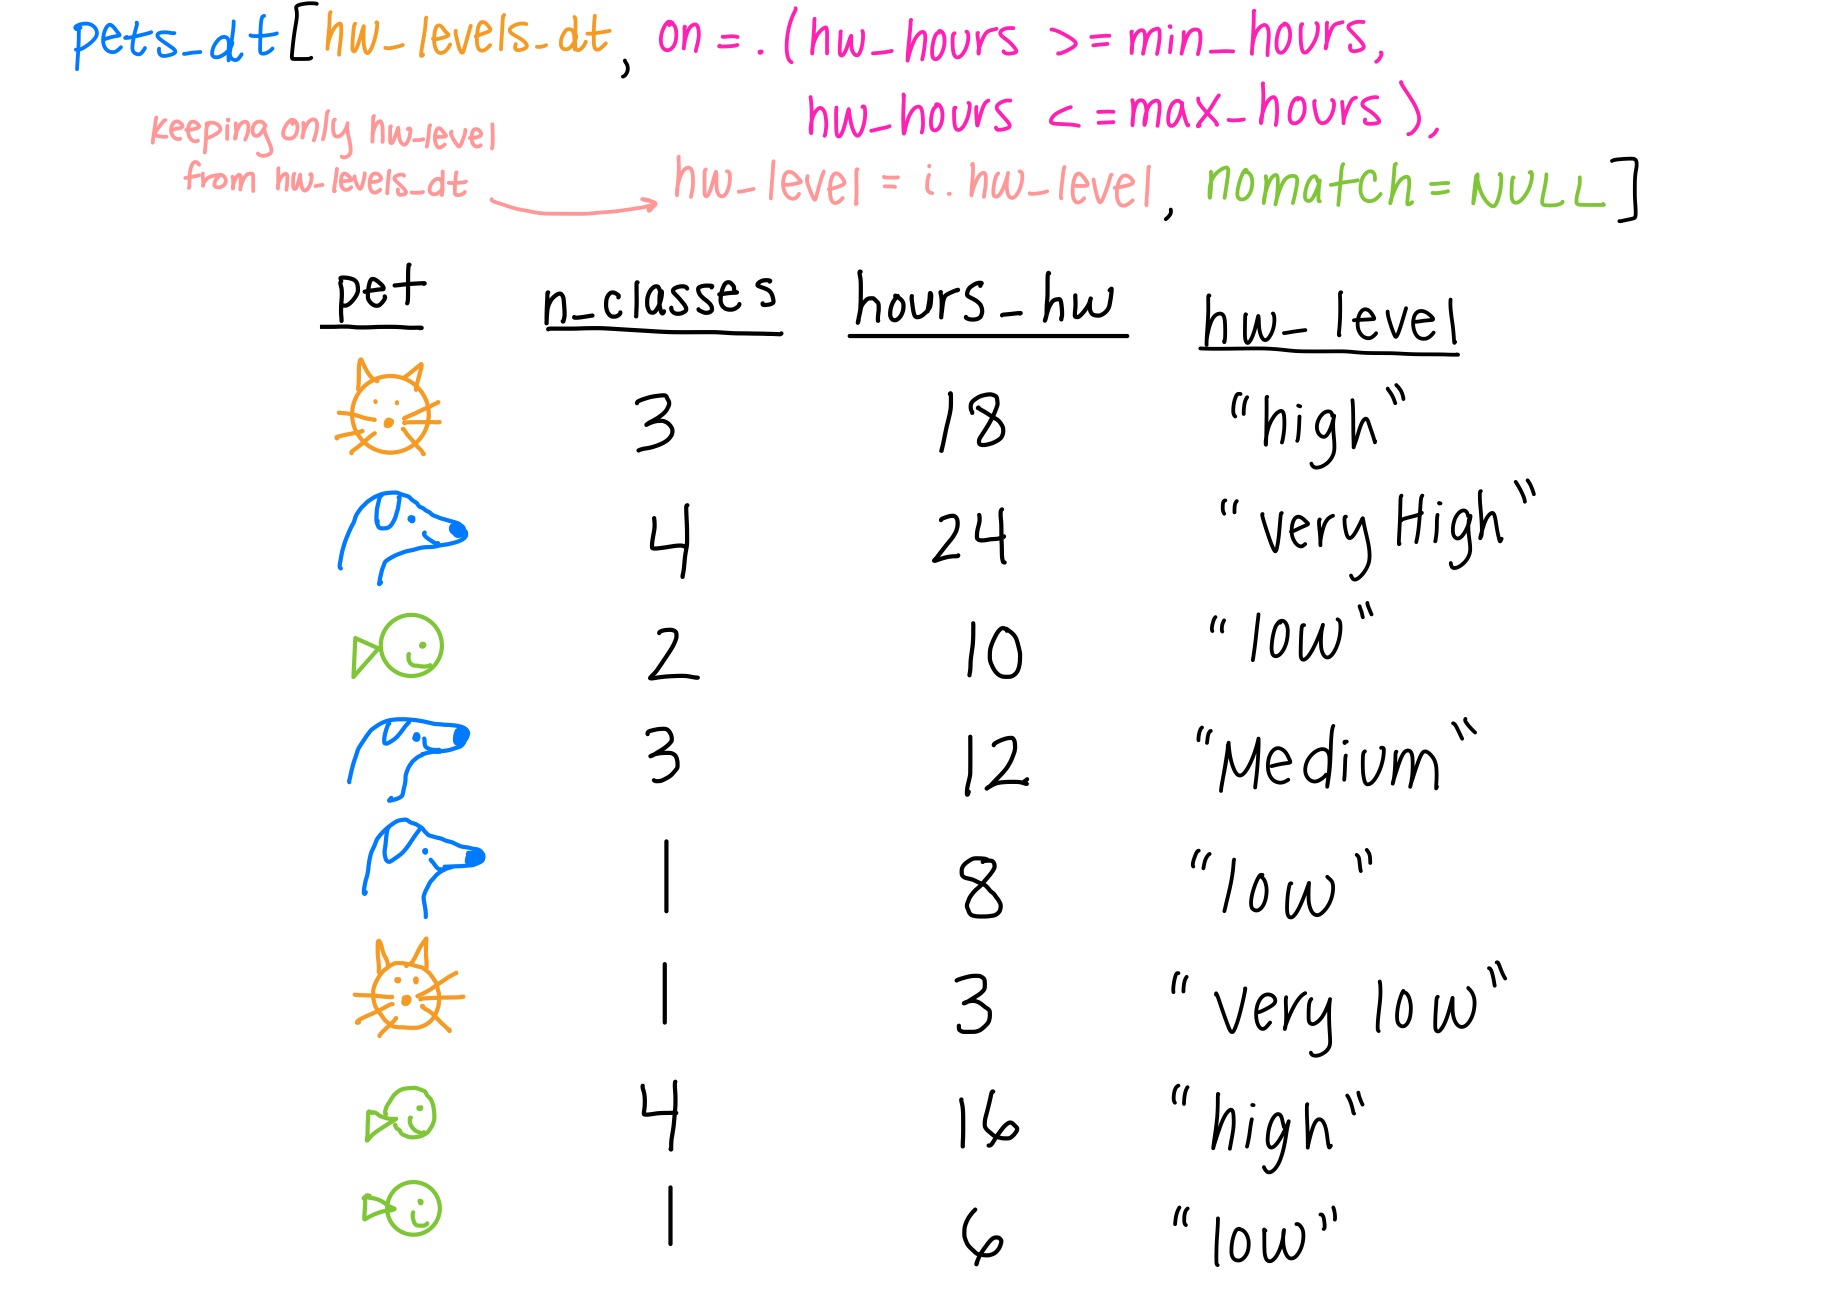 pets_dt[hw_levels_dt, on=.(hw_hours >= min_hours,
hw_hours <= max_hours),
keeping only hw_level
from hw_levels_dt
hw_level = i.hw_level, nomatch = NULL]
pet n_classes hours_hw hw_level
3 18 "high"
4 24 "very High"
2 10 "low"
3 12 "Medium"
1 8 "low"
1 3 "very low"
4 16 "high"
1 6 "low"